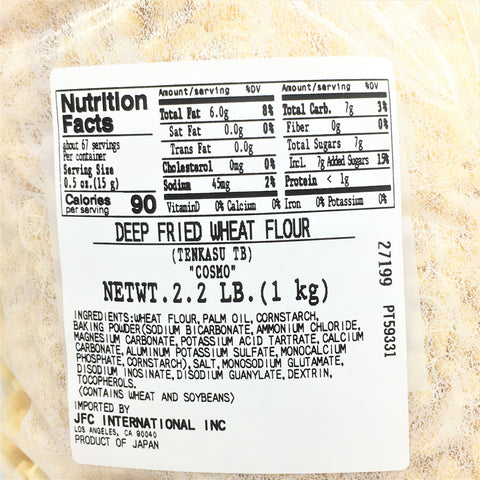 Nutrition Facts
about 67 servings
Per container
Serving Size
0.5 oz.(15 g)
Calories per serving 90
Amount/serving %DV
Total Fat 6.0g 8%
Sat Fat 0.0g 0%
Trans Fat 0.0g
Cholesterol 0mg 0%
Sodium 45mg 2%
Amount/serving %DV
Total Carb. 7g 3%
Fiber 0g 0%
Total Sugars 7g
Incl. 7g Added Sugars 15%
Protein < 1g
VitaminD 0% Calcium 0% Iron 0% Potassium 0%
DEEP FRIED WHEAT FLOUR
(TENKASU TB)
"COSMO"
NETWT.2.2 LB.(1 kg)
INGREDIENTS:WHEAT FLOUR, PALM OIL, CORNSTARCH,
BAKING POWDER(SODIUM BICARBONATE, AMMONIUM CHLORIDE,
MAGNESIUM CARBONATE, POTASSIUM ACID TARTRATE, CALCIUM
CARBONATE, ALUMINUM POTASSIUM SULFATE, MONOCALCIUM
PHOSPHATE, CORNSTARCH), SALT, MONOSODIUM GLUTAMATE,
DISODIUM INOSINATE, DISODIUM GUANYLATE, DEXTRIN,
TOCOPHEROLS.
<CONTAINS WHEAT AND SOYBEANS>
IMPORTED BY
JFC INTERNATIONAL INC
LOS ANGELES, CA 90040
PRODUCT OF JAPAN
27199 PT59331